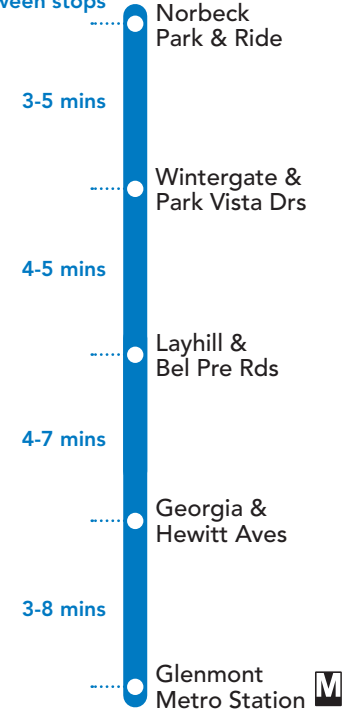 stops
Norbeck
Park & Ride
3-5 mins
Wintergate &
Park Vista Drs
4-5 mins
Layhill &
Bel Pre Rds
4-7 mins
Georgia &
Hewitt Aves
3-8 mins
Glenmont
Metro Station M